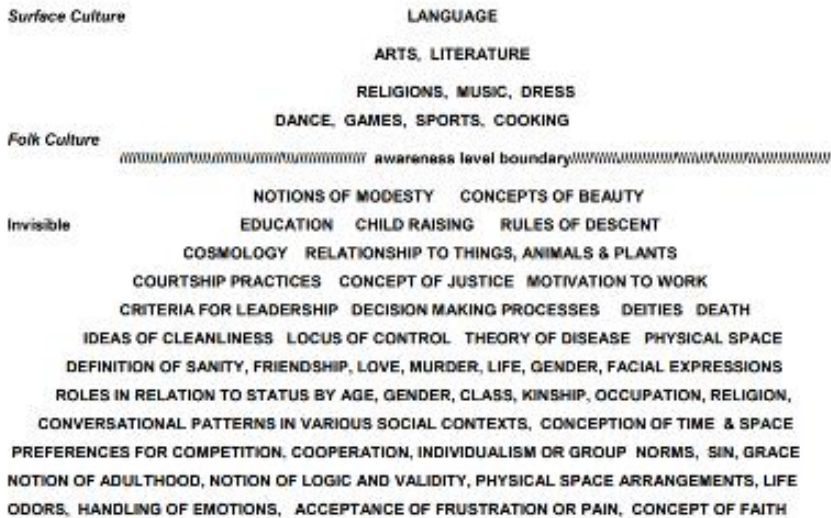 Surface Culture LANGUAGE
ARTS, LITERATURE
RELIGIONS, MUSIC, DRESS
DANCE, GAMES, SPORTS, COOKING
Folk Culture
awareness level boundary
NOTIONS OF MODESTY CONCEPTS OF BEAUTY
Invisible EDUCATION CHILD RAISING RULES OF DESCENT
COSMOLOGY RELATIONSHIP TO THINGS, ANIMALS & PLANTS
COURTSHIP PRACTICES CONCEPT OF JUSTICE MOTIVATION TO WORK
CRITERIA FOR LEADERSHIP DECISION MAKING PROCESSES DEITIES DEATH
IDEAS OF CLEANLINESS LOCUS OF CONTROL THEORY OF DISEASE PHYSICAL SPACE
DEFINITION OF SANITY, FRIENDSHIP, LOVE, MURDER, LIFE, GENDER, FACIAL EXPRESSIONS
ROLES IN RELATION TO STATUS BY AGE, GENDER, CLASS, KINSHIP, OCCUPATION, RELIGION,
CONVERSATIONAL PATTERNS IN VARIOUS SOCIAL CONTEXTS, CONCEPTION OF TIME & SPACE
PREFERENCES FOR COMPETITION, COOPERATION, INDIVIDUALISM OR GROUP NORMS, SIN, GRACE
NOTION OF ADULTHOOD, NOTION OF LOGIC AND VALIDITY, PHYSICAL SPACE ARRANGEMENTS, LIFE
ODORS, HANDLING OF EMOTIONS, ACCEPTANCE OF FRUSTRATION OR PAIN, CONCEPT OF FAITH